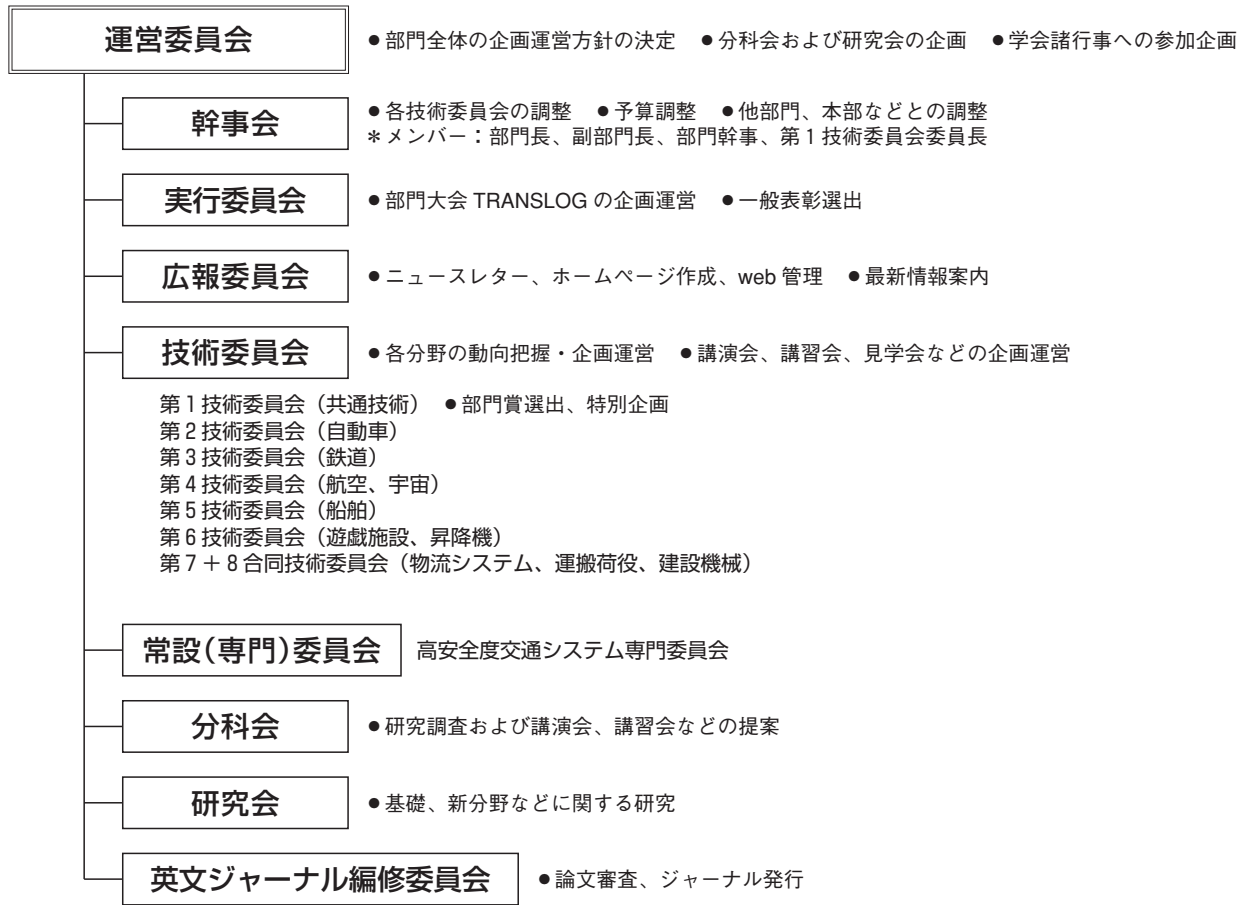 運営委員会 ●部門全体の企画運営方針の決定 ●分科会および研究会の企画 ●学会諸行事への参加企画
幹事会 ●各技術委員会の調整 ●予算調整 ●他部門、本部などとの調整
＊メンバー：部門長、副部門長、部門幹事、第1技術委員会委員長
実行委員会 ●部門大会 TRANSLOG の企画運営 ●一般表彰選出
広報委員会 ●ニュースレター、ホームページ作成、web 管理 ●最新情報案内
技術委員会 ●各分野の動向把握・企画運営 ●講演会、講習会、見学会などの企画運営
第1技術委員会（共通技術） ●部門賞選出、特別企画
第2技術委員会（自動車）
第3技術委員会（鉄道）
第4技術委員会（航空、宇宙）
第5技術委員会（船舶）
第6技術委員会（遊戯施設、昇降機）
第7＋8合同技術委員会（物流システム、運搬荷役、建設機械）
常設（専門）委員会 高安全度交通システム専門委員会
分科会 ●研究調査および講演会、講習会などの提案
研究会 ●基礎、新分野などに関する研究
英文ジャーナル編修委員会 ●論文審査、ジャーナル発行